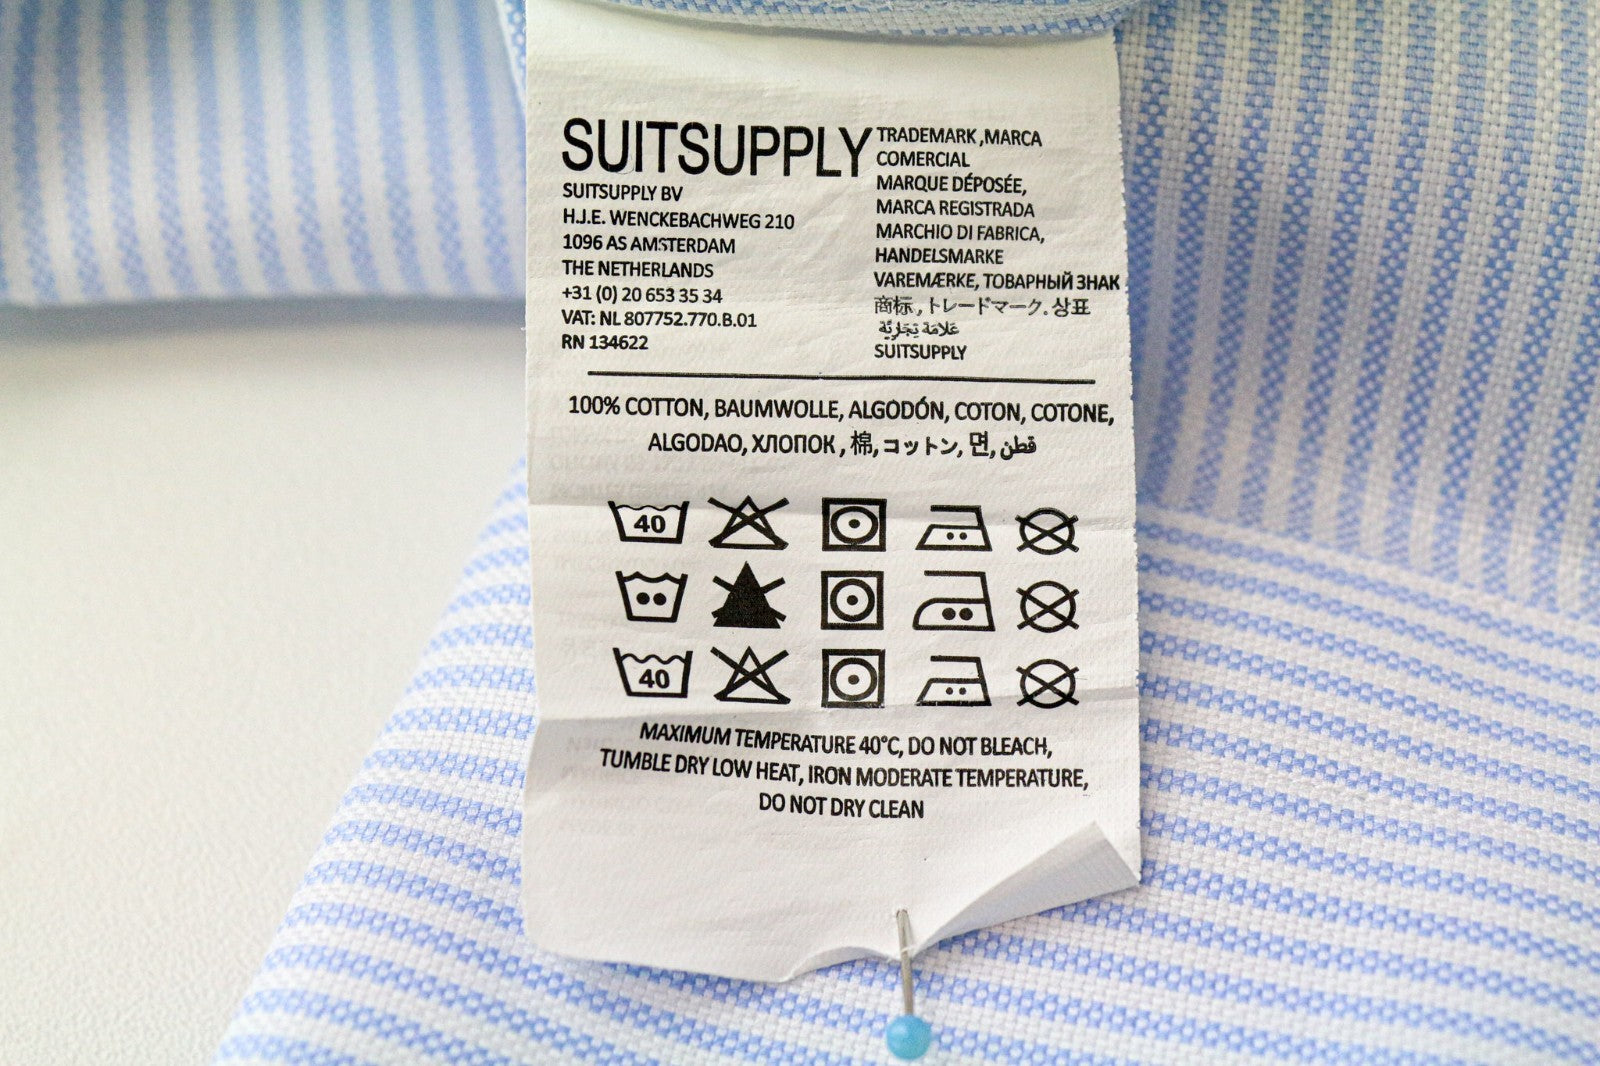 SUITSUPPLY
SUITSUPPLY BV
H.J.E. WENCKEBACHWEG 210
1096 AS AMSTERDAM
THE NETHERLANDS
+31 (0) 20 653 35 34
VAT: NL 807752.770.B.01
RN 134622
TRADEMARK ,MARCA
COMERCIAL
MARQUE DÉPOSÉE,
MARCA REGISTRADA
MARCHIO DI FABRICA,
HANDELSMARKE
VAREMÆRKE, ТОВАРНЫЙ ЗНАК
商标 , トレードマーク. 상표
علامة تجارية
SUITSUPPLY
100% COTTON, BAUMWOLLE, ALGODÓN, COTON, COTONE,
ALGODAO, ХЛОПОК , 棉, コットン, 면, قطن
40
40
MAXIMUM TEMPERATURE 40°C, DO NOT BLEACH,
TUMBLE DRY LOW HEAT, IRON MODERATE TEMPERATURE,
DO NOT DRY CLEAN